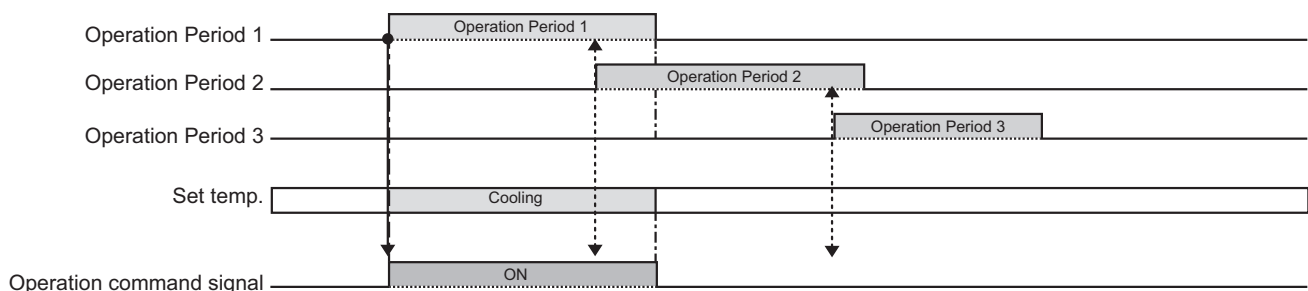 Operation Period 1
Operation Period 1
Operation Period 2
Operation Period 2
Operation Period 3
Operation Period 3
Set temp.
Cooling
Operation command signal
ON